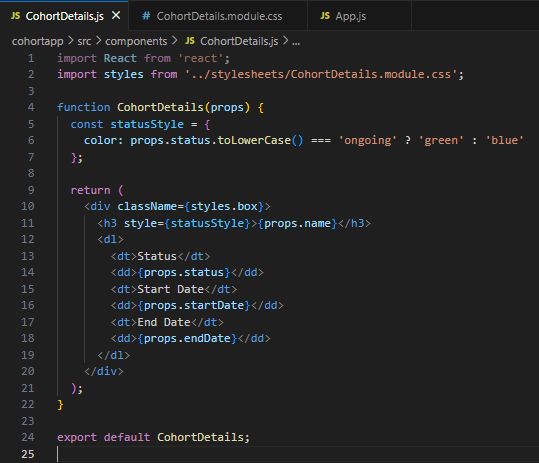 JS CohortDetails.js × # CohortDetails.module.css JS App.js
cohortapp > src > components > JS CohortDetails.js > ...
1 import React from 'react';
2 import styles from '../stylesheets/CohortDetails.module.css';
3
4 function CohortDetails(props) {
5 const statusStyle = {
6 color: props.status.toLowerCase() === 'ongoing' ? 'green' : 'blue'
7 };
8
9 return (
10 <div className={styles.box}>
11 <h3 style={statusStyle}>{props.name}</h3>
12 <dl>
13 <dt>Status</dt>
14 <dd>{props.status}</dd>
15 <dt>Start Date</dt>
16 <dd>{props.startDate}</dd>
17 <dt>End Date</dt>
18 <dd>{props.endDate}</dd>
19 </dl>
20 </div>
21 );
22 }
23
24 export default CohortDetails;
25